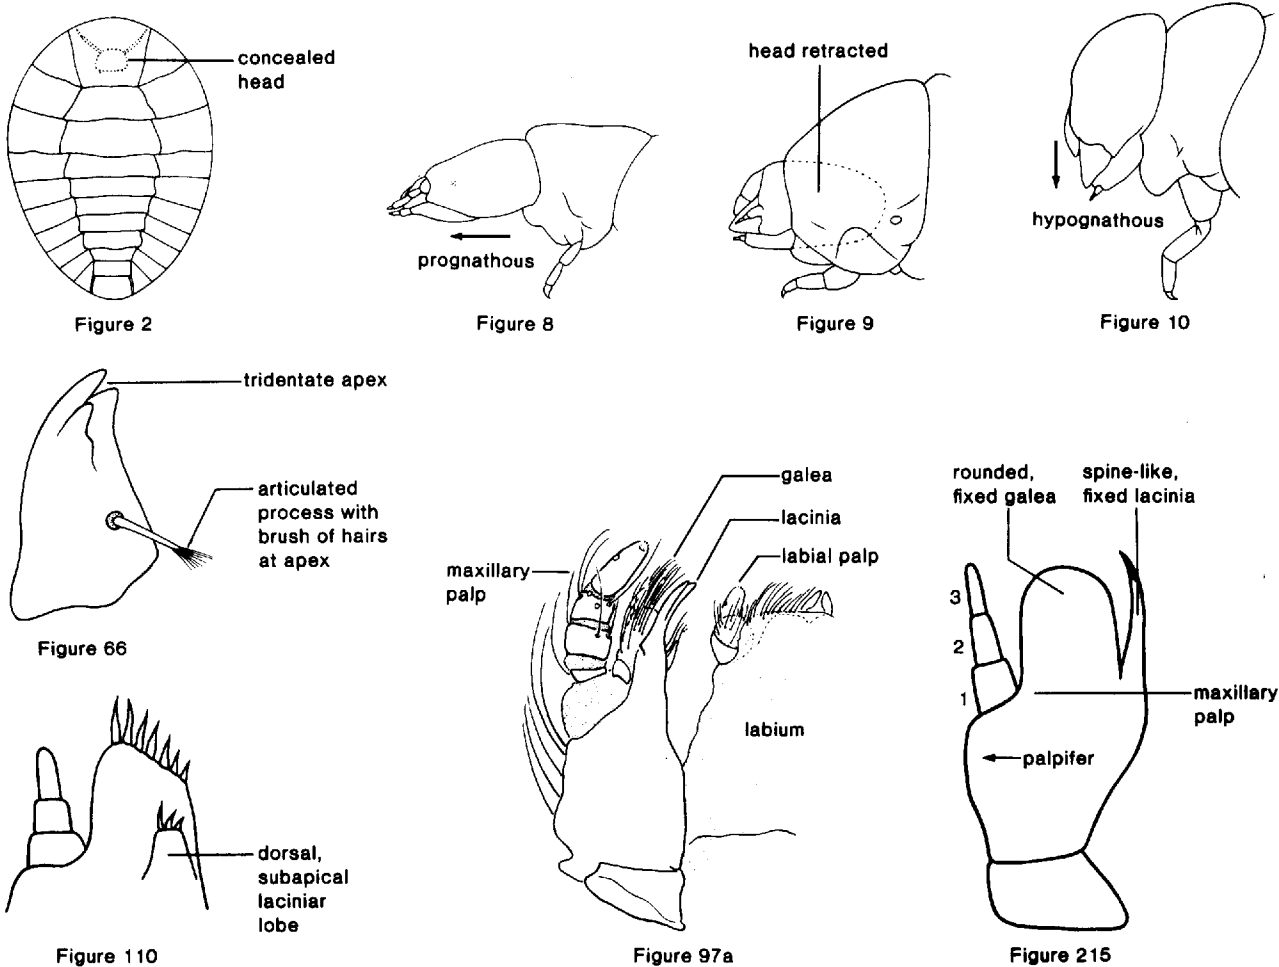 concealed
head
head retracted
prognathous
hypognathous
Figure 2
Figure 8
Figure 9
Figure 10
tridentate apex
articulated
process with
brush of hairs
at apex
Figure 66
galea
lacinia
labial palp
maxillary
palp
labium
rounded,
fixed galea
spine-like,
fixed lacinia
3
2
1
maxillary
palp
palpifer
dorsal,
subapical
laciniar
lobe
Figure 110
Figure 97a
Figure 215